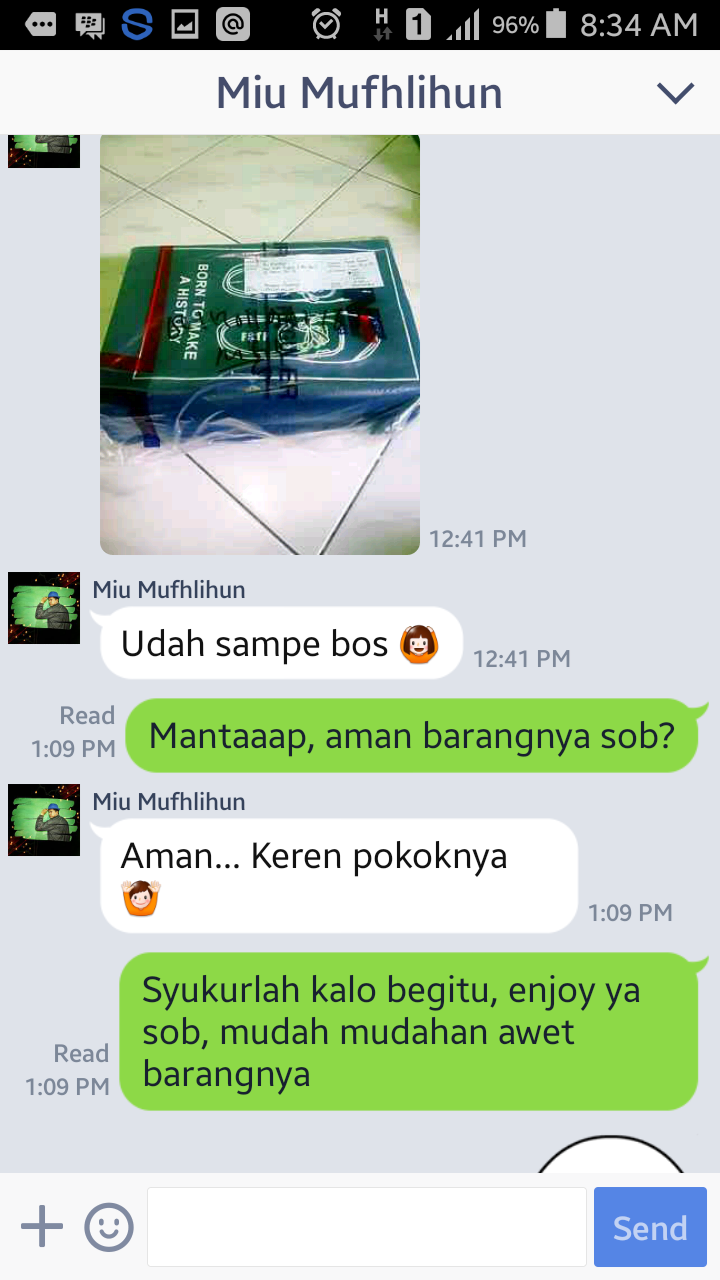 96% 8:34 AM
Miu Mufhlihun
BORN TO MAKE
A HISTORY
12:41 PM
Miu Mufhlihun
Udah sampe bos
12:41 PM
Read
1:09 PM
Mantaaap, aman barangnya sob?
Miu Mufhlihun
Aman... Keren pokoknya
1:09 PM
Syukurlah kalo begitu, enjoy ya
sob, mudah mudahan awet
barangnya
Read
1:09 PM
Send